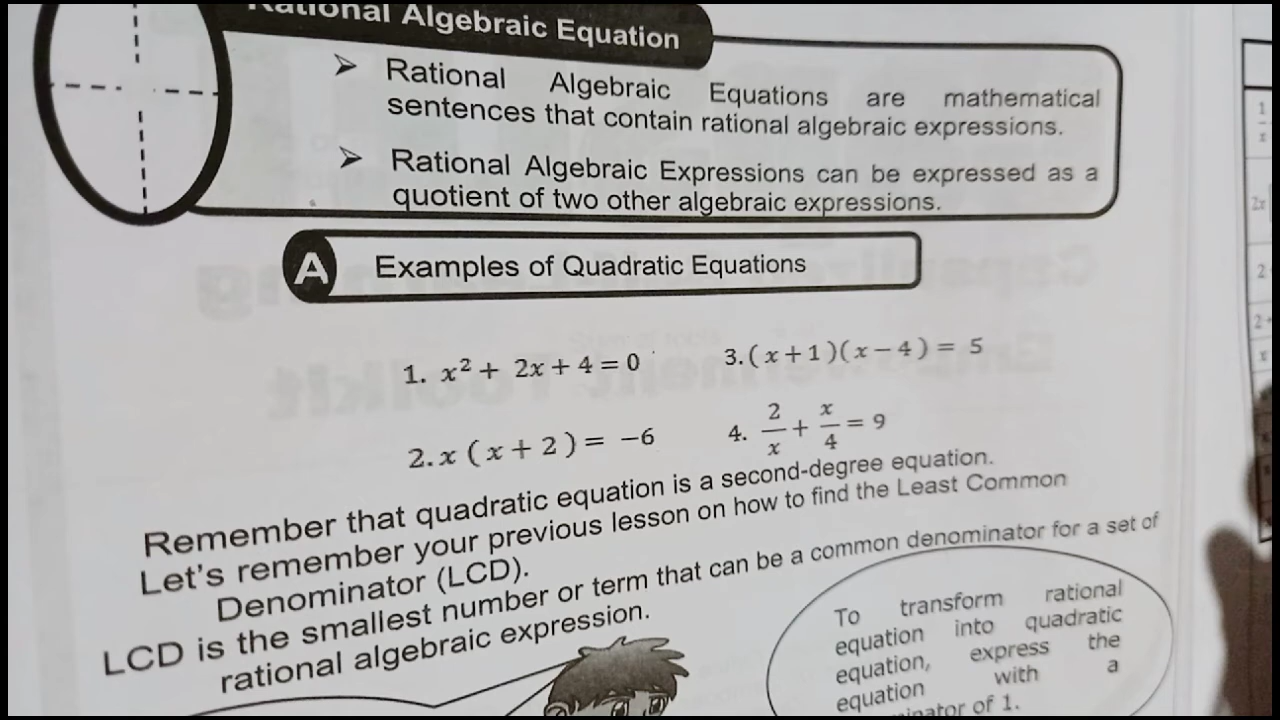 Rational Algebraic Equation
➢ Rational Algebraic Equations are mathematical
sentences that contain rational algebraic expressions.
➢ Rational Algebraic Expressions can be expressed as a
quotient of two other algebraic expressions.
A Examples of Quadratic Equations
1. x² + 2x + 4 = 0
3. (x + 1)(x − 4) = 5
2. x (x + 2) = −6
4. 2/x + x/4 = 9
Remember that quadratic equation is a second-degree equation.
Let's remember your previous lesson on how to find the Least Common
Denominator (LCD).
LCD is the smallest number or term that can be a common denominator for a set of
rational algebraic expression.
To transform rational
equation into quadratic
equation, express the
equation with a
of 1.
1
x
2x
2